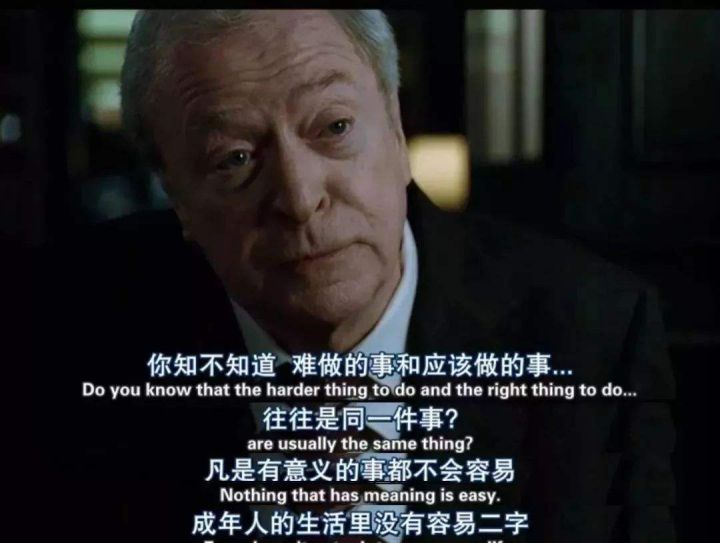 你知不知道 难做的事和应该做的事...
Do you know that the harder thing to do and the right thing to do...
往往是同一件事?
are usually the same thing?
凡是有意义的事都不会容易
Nothing that has meaning is easy.
成年人的生活里没有容易二字